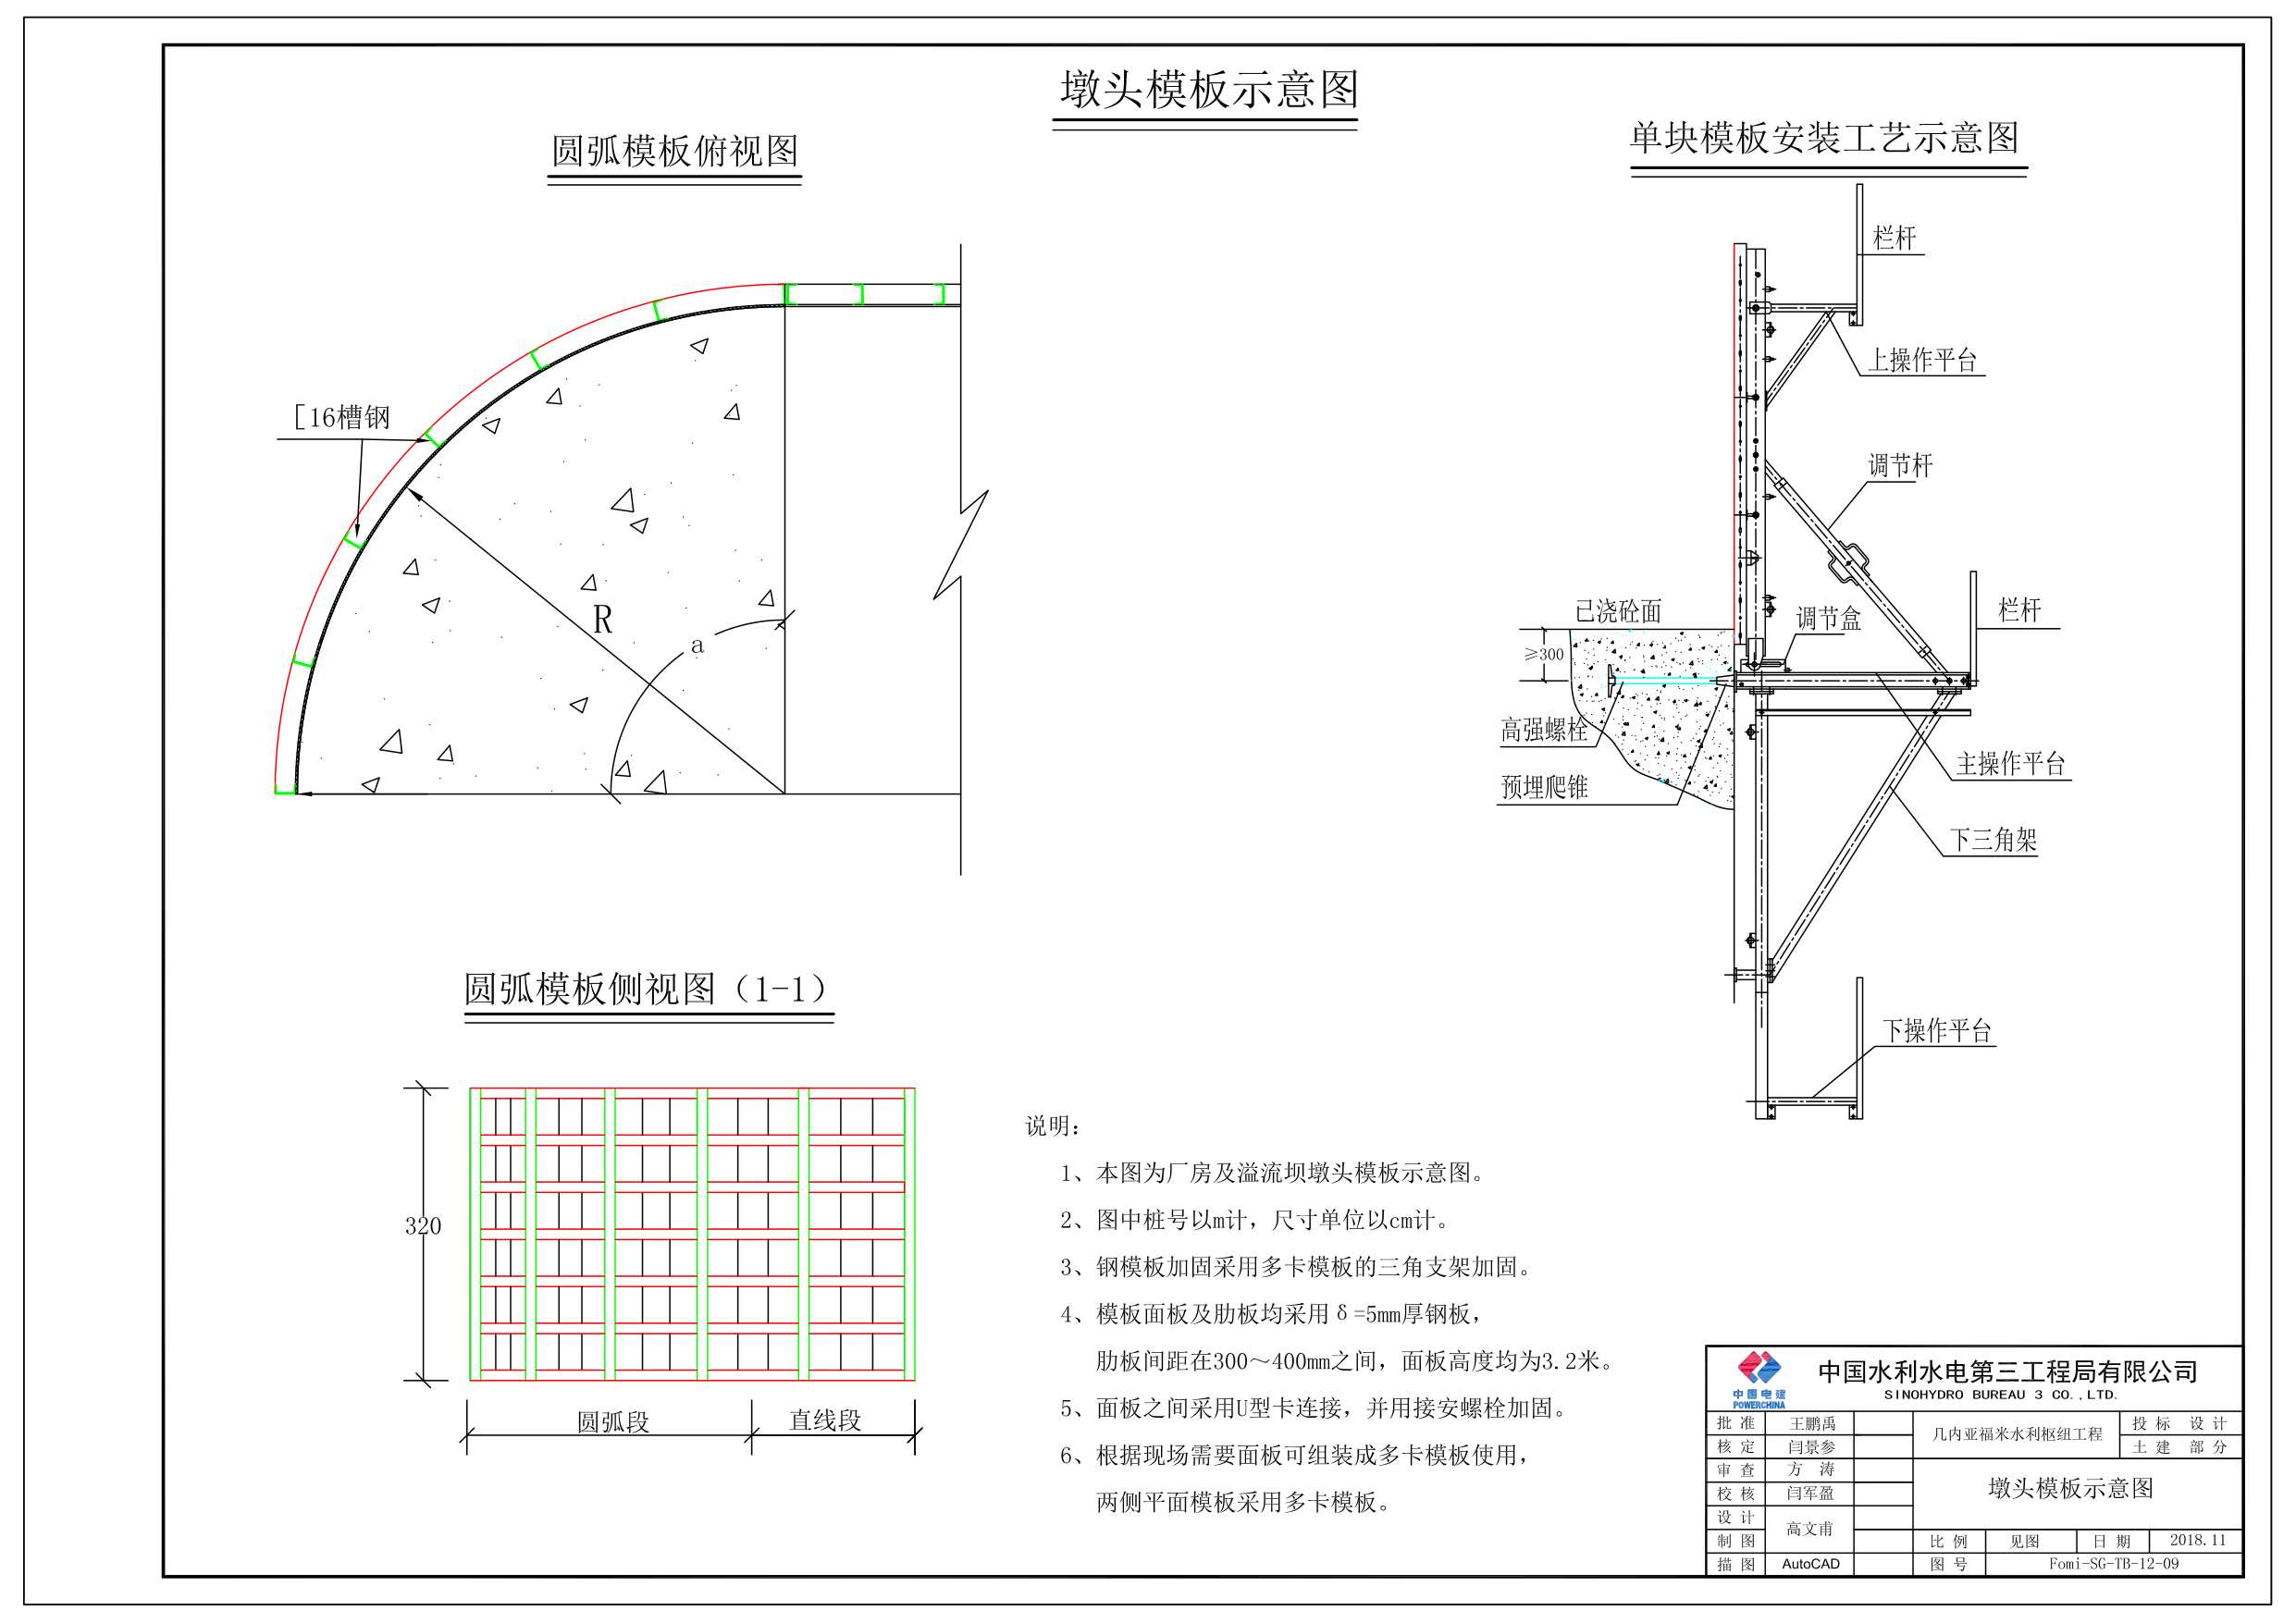 墩头模板示意图
圆弧模板俯视图
单块模板安装工艺示意图
[16槽钢
R
a
栏杆
上操作平台
调节杆
已浇砼面
调节盒
栏杆
≥300
高强螺栓
预埋爬锥
主操作平台
下三角架
下操作平台
圆弧模板侧视图（1-1）
320
圆弧段
直线段
说明：
1、本图为厂房及溢流坝墩头模板示意图。
2、图中桩号以m计，尺寸单位以cm计。
3、钢模板加固采用多卡模板的三角支架加固。
4、模板面板及肋板均采用δ=5mm厚钢板，
肋板间距在300～400mm之间，面板高度均为3.2米。
5、面板之间采用U型卡连接，并用接安螺栓加固。
6、根据现场需要面板可组装成多卡模板使用，
两侧平面模板采用多卡模板。
中国电建
POWERCHINA
中国水利水电第三工程局有限公司
SINOHYDRO BUREAU 3 CO.,LTD.
批 准 王鹏禹 几内亚福米水利枢纽工程 投 标 设 计
核 定 闫景参 土 建 部 分
审 查 方 涛 墩头模板示意图
校 核 闫军盈
设 计 高文甫
制 图 比 例 见图 日 期 2018.11
描 图 AutoCAD 图 号 Fomi-SG-TB-12-09